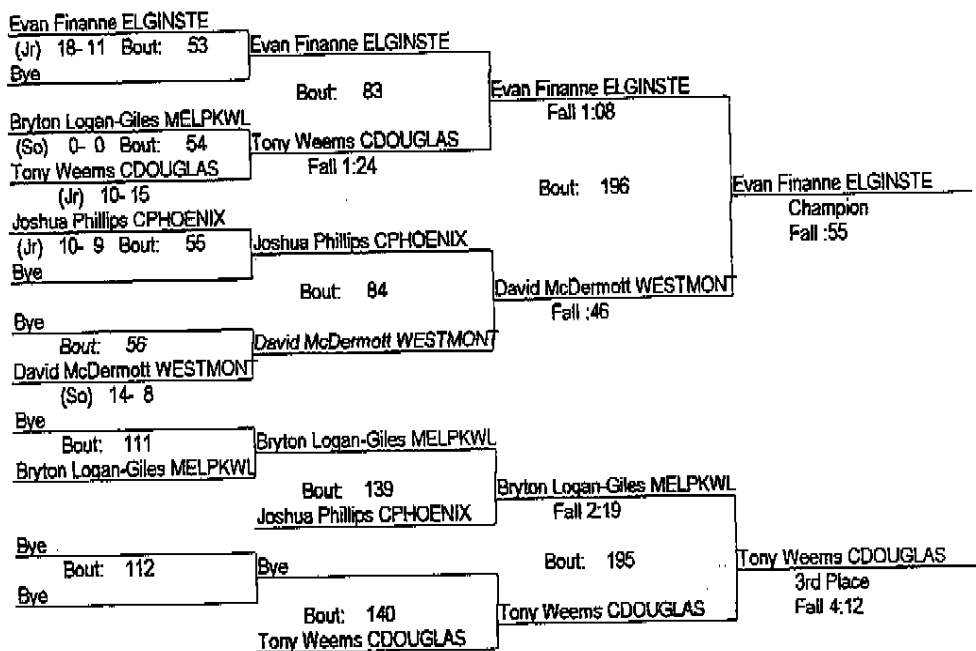 Evan Finanne ELGINSTE
(Jr) 18- 11 Bout: 53
Bye
Evan Finanne ELGINSTE
Bout: 83
Bryton Logan-Giles MELPKWL
(So) 0- 0 Bout: 54
Tony Weems CDOUGLAS
(Jr) 10- 15
Tony Weems CDOUGLAS
Fall 1:24
Evan Finanne ELGINSTE
Fall 1:08
Bout: 196
Evan Finanne ELGINSTE
Champion
Fall :55
Joshua Phillips CPHOENIX
(Jr) 10- 9 Bout: 55
Bye
Joshua Phillips CPHOENIX
Bout: 84
Bye
Bout: 56
David McDermott WESTMONT
(So) 14- 8
David McDermott WESTMONT
David McDermott WESTMONT
Fall :46
Bye
Bout: 111
Bryton Logan-Giles MELPKWL
Bryton Logan-Giles MELPKWL
Bout: 139
Joshua Phillips CPHOENIX
Bryton Logan-Giles MELPKWL
Fall 2:19
Bout: 195
Bye
Bout: 112
Bye
Bye
Bout: 140
Tony Weems CDOUGLAS
Tony Weems CDOUGLAS
Tony Weems CDOUGLAS
3rd Place
Fall 4:12